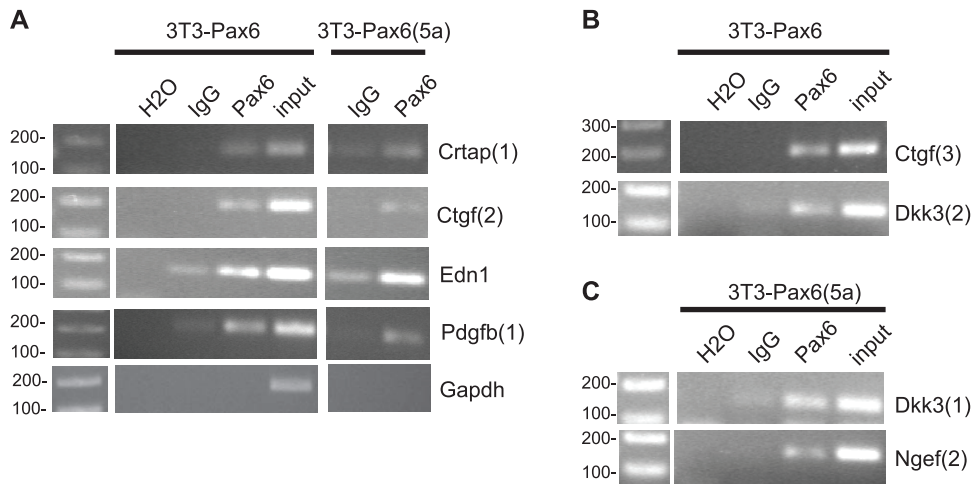 A
3T3-Pax6
3T3-Pax6(5a)
H2O
IgG
Pax6
input
IgG
Pax6
200-
100-
Crtap(1)
200-
100-
Ctgf(2)
200-
100-
Edn1
200-
100-
Pdgfb(1)
200-
100-
Gapdh
B
3T3-Pax6
H2O
IgG
Pax6
input
300-
200-
Ctgf(3)
200-
100-
Dkk3(2)
C
3T3-Pax6(5a)
H2O
IgG
Pax6
input
200-
100-
Dkk3(1)
200-
100-
Ngef(2)